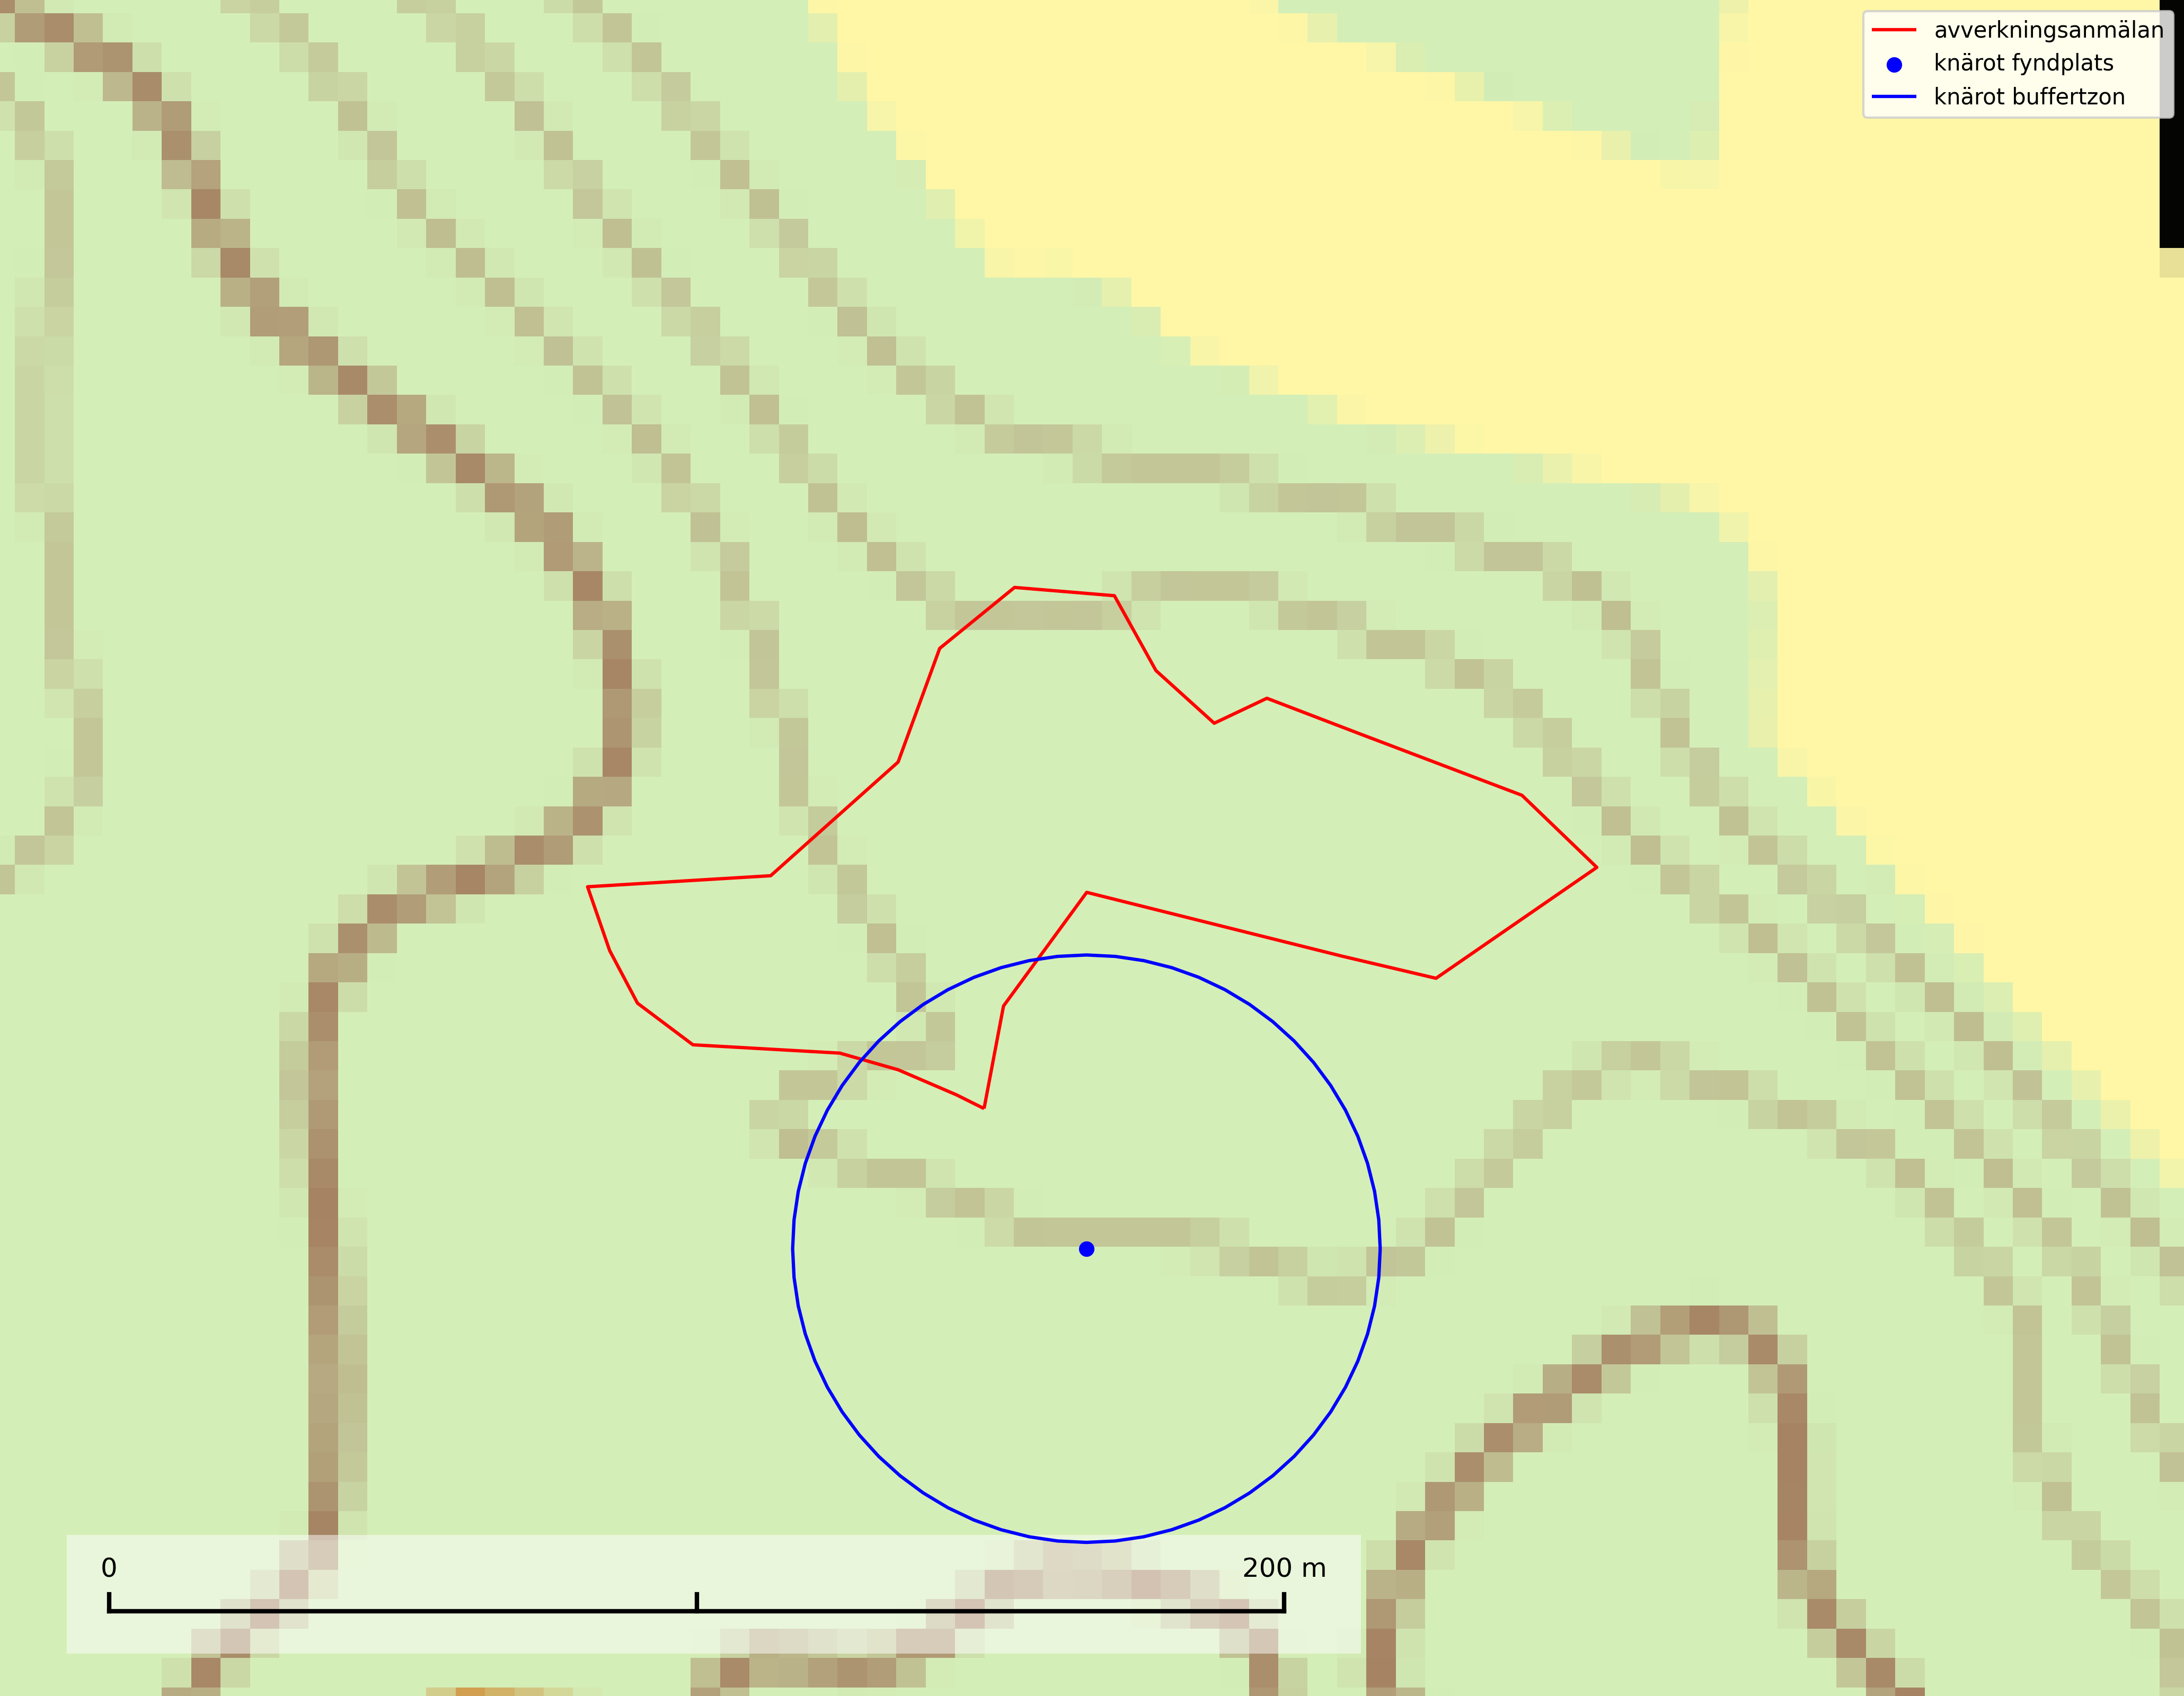 avverkningsanmälan
knärot fyndplats
knärot buffertzon
0 200 m